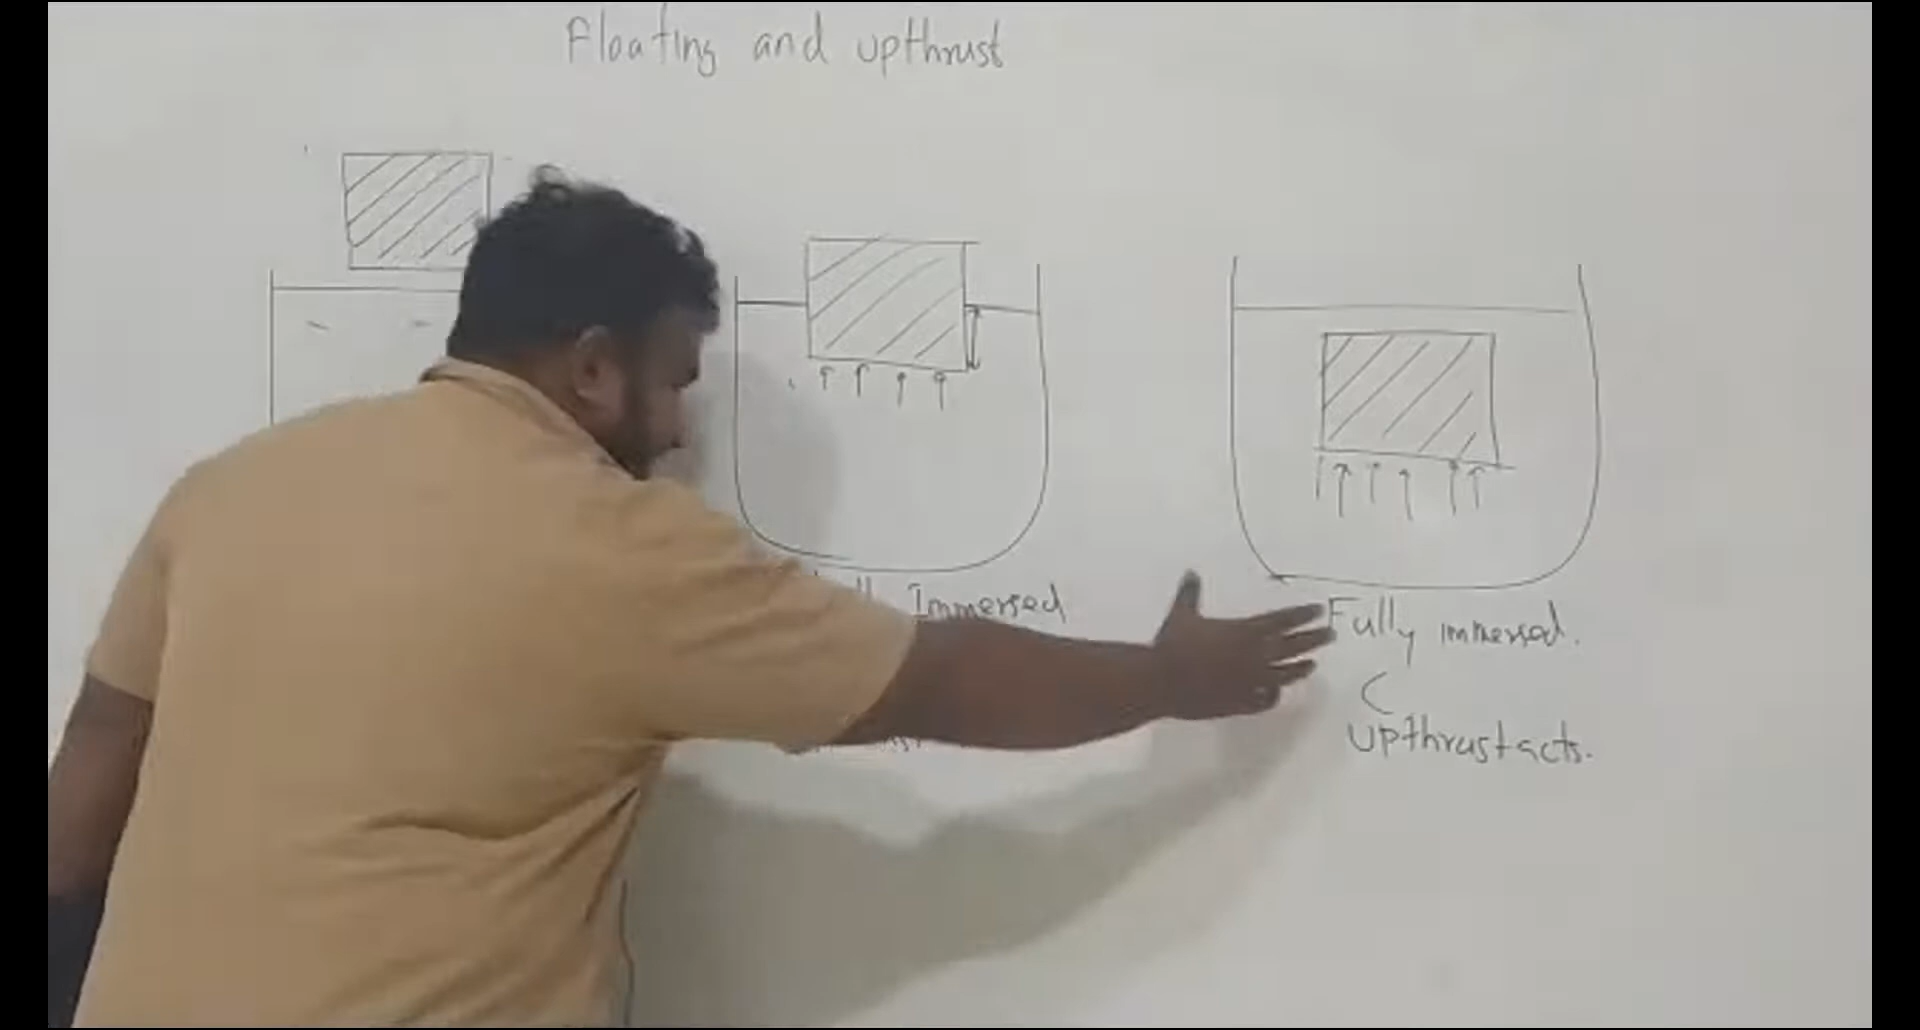 Floating and upthrust
Immersed
Fully immersed.
Upthrust acts.